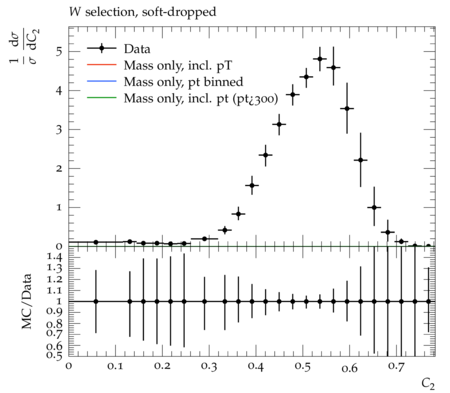 W selection, soft-dropped
1/σ dσ/dC₂
Data
Mass only, incl. pT
Mass only, pt binned
Mass only, incl. pt (pt¿300)
5
4
3
2
1
0
MC/Data
1.4
1.3
1.2
1.1
1
0.9
0.8
0.7
0.6
0.5
0 0.1 0.2 0.3 0.4 0.5 0.6 0.7
C₂